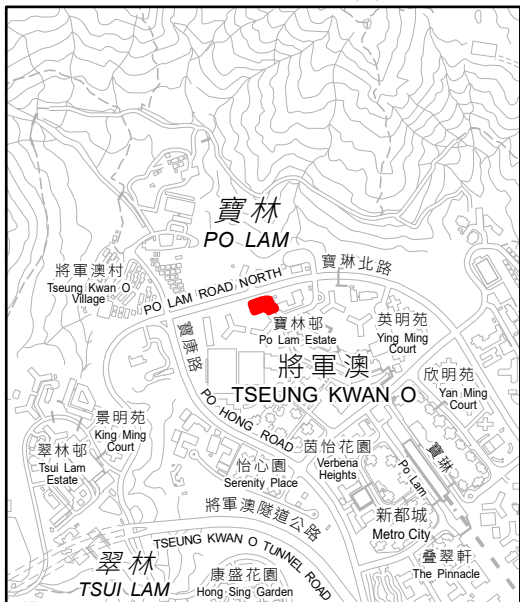 寶林
PO LAM
將軍澳村
Tseung Kwan O
Village
PO LAM ROAD NORTH
寶琳北路
寶康路
寶林邨
Po Lam Estate
英明苑
Ying Ming
Court
將軍澳
TSEUNG KWAN O
欣明苑
Yan Ming
Court
景明苑
King Ming
Court
PO HONG ROAD
茵怡花園
Verbena
Heights
寶琳
Po Lam
翠林邨
Tsui Lam
Estate
怡心園
Serenity Place
將軍澳隧道公路
新都城
Metro City
TSEUNG KWAN O TUNNEL ROAD
叠翠軒
The Pinnacle
翠林
TSUI LAM
康盛花園
Hong Sing Garden